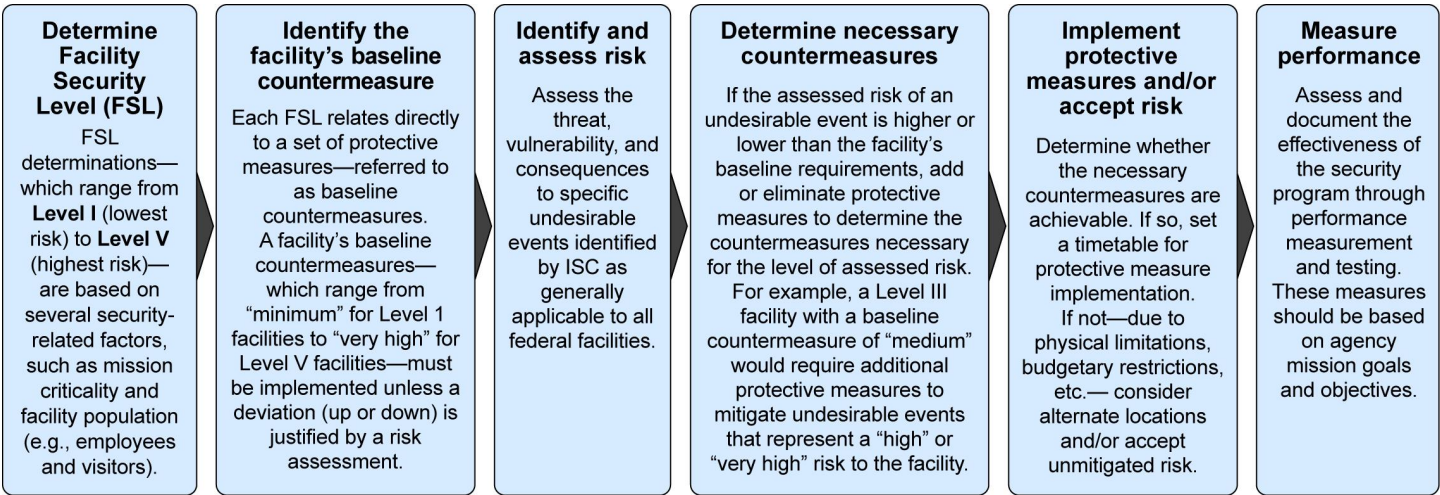 Determine
Facility
Security
Level (FSL)
FSL
determinations—
which range from
Level I (lowest
risk) to Level V
(highest risk)—
are based on
several security-
related factors,
such as mission
criticality and
facility population
(e.g., employees
and visitors).
Identify the
facility’s baseline
countermeasure
Each FSL relates directly
to a set of protective
measures—referred to
as baseline
countermeasures.
A facility’s baseline
countermeasures—
which range from
“minimum” for Level 1
facilities to “very high” for
Level V facilities—must
be implemented unless a
deviation (up or down) is
justified by a risk
assessment.
Identify and
assess risk
Assess the
threat,
vulnerability, and
consequences
to specific
undesirable
events identified
by ISC as
generally
applicable to all
federal facilities.
Determine necessary
countermeasures
If the assessed risk of an
undesirable event is higher or
lower than the facility’s
baseline requirements, add
or eliminate protective
measures to determine the
countermeasures necessary
for the level of assessed risk.
For example, a Level III
facility with a baseline
countermeasure of “medium”
would require additional
protective measures to
mitigate undesirable events
that represent a “high” or
“very high” risk to the facility.
Implement
protective
measures and/or
accept risk
Determine whether
the necessary
countermeasures are
achievable. If so, set
a timetable for
protective measure
implementation.
If not—due to
physical limitations,
budgetary restrictions,
etc.— consider
alternate locations
and/or accept
unmitigated risk.
Measure
performance
Assess and
document the
effectiveness of
the security
program through
performance
measurement
and testing.
These measures
should be based
on agency
mission goals
and objectives.